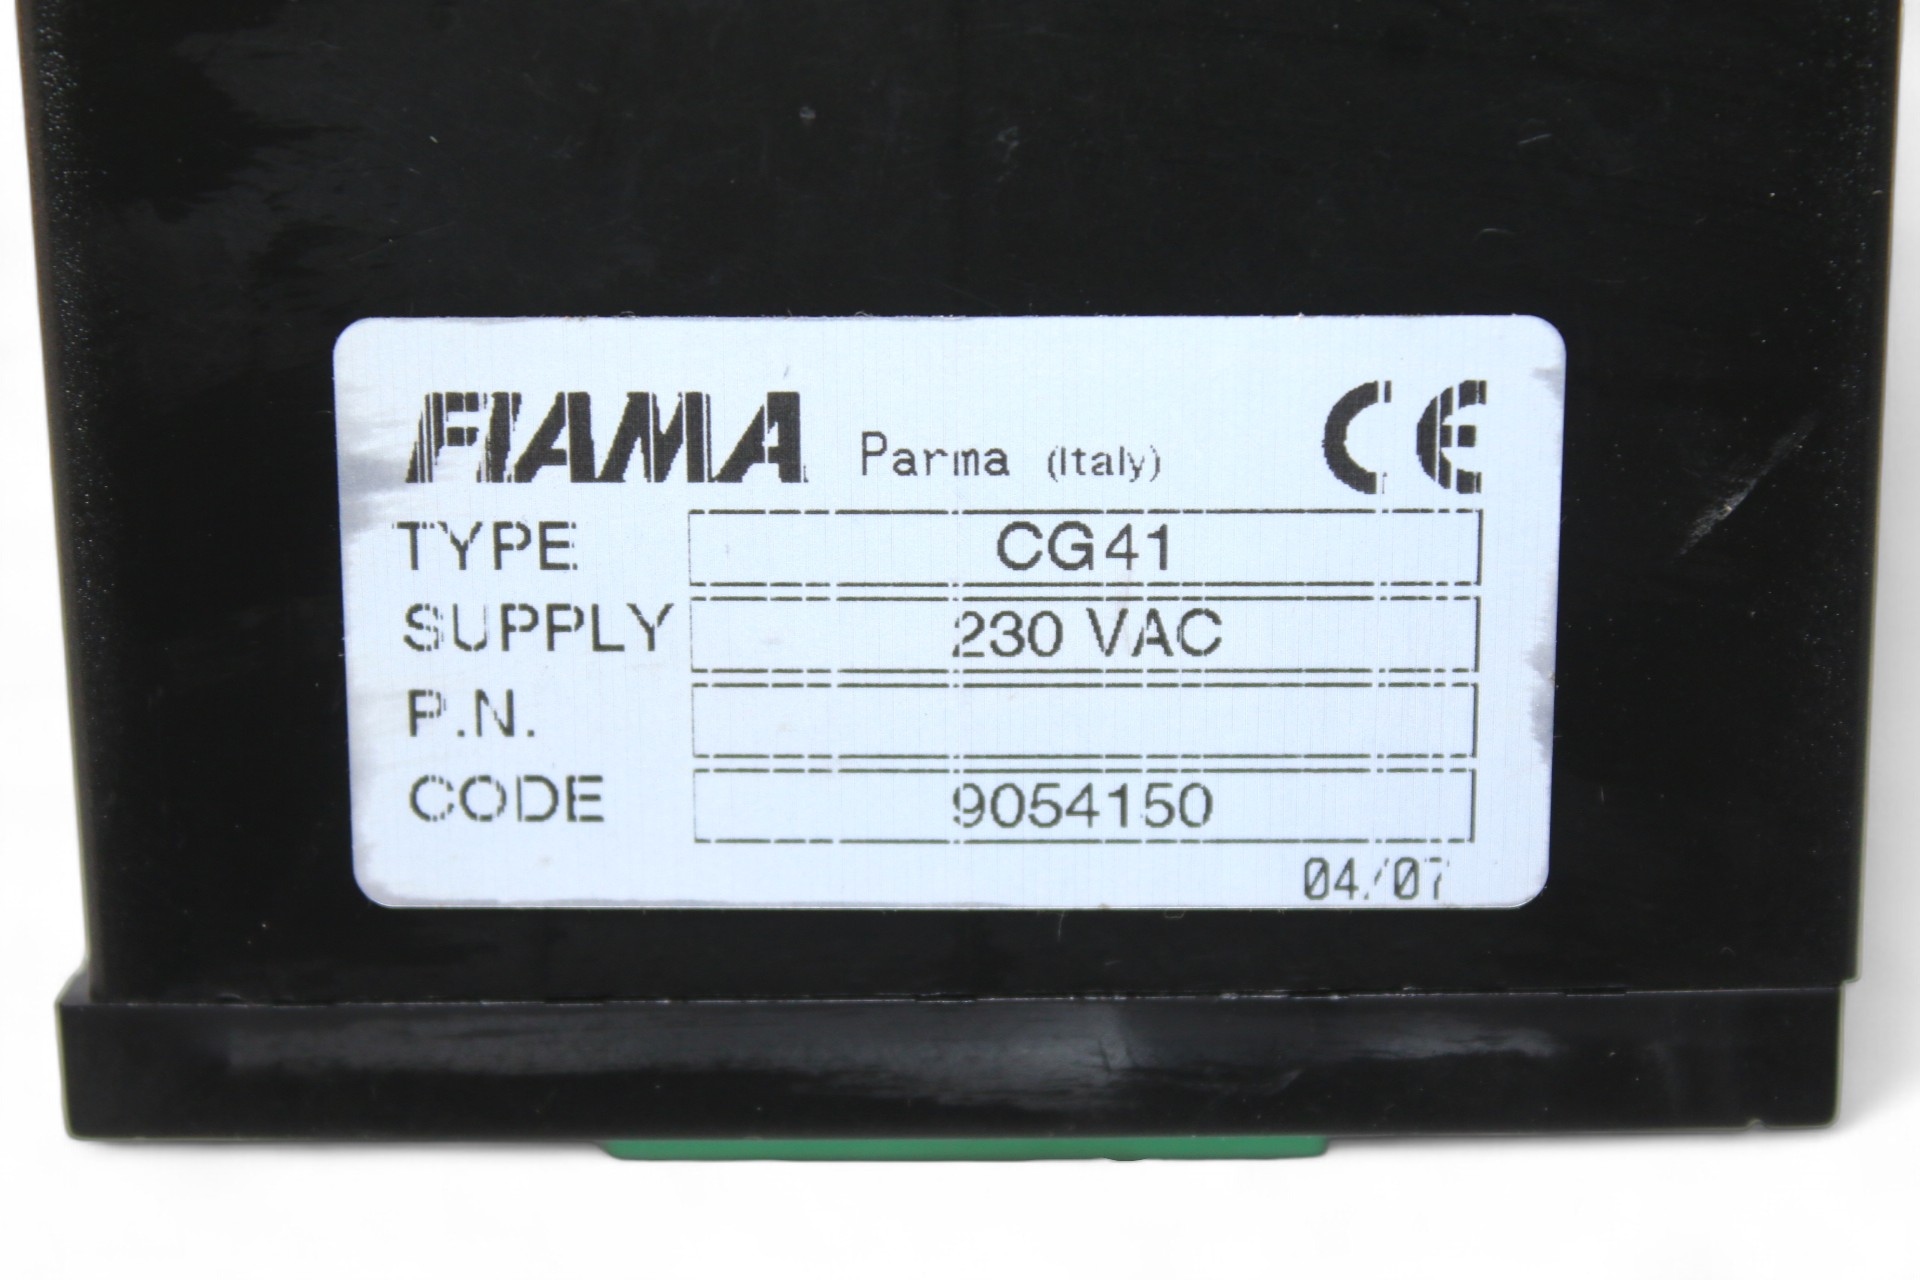 FIAMA Parma (Italy) CE
TYPE CG41
SUPPLY 230 VAC
P.N.
CODE 9054150
04/07